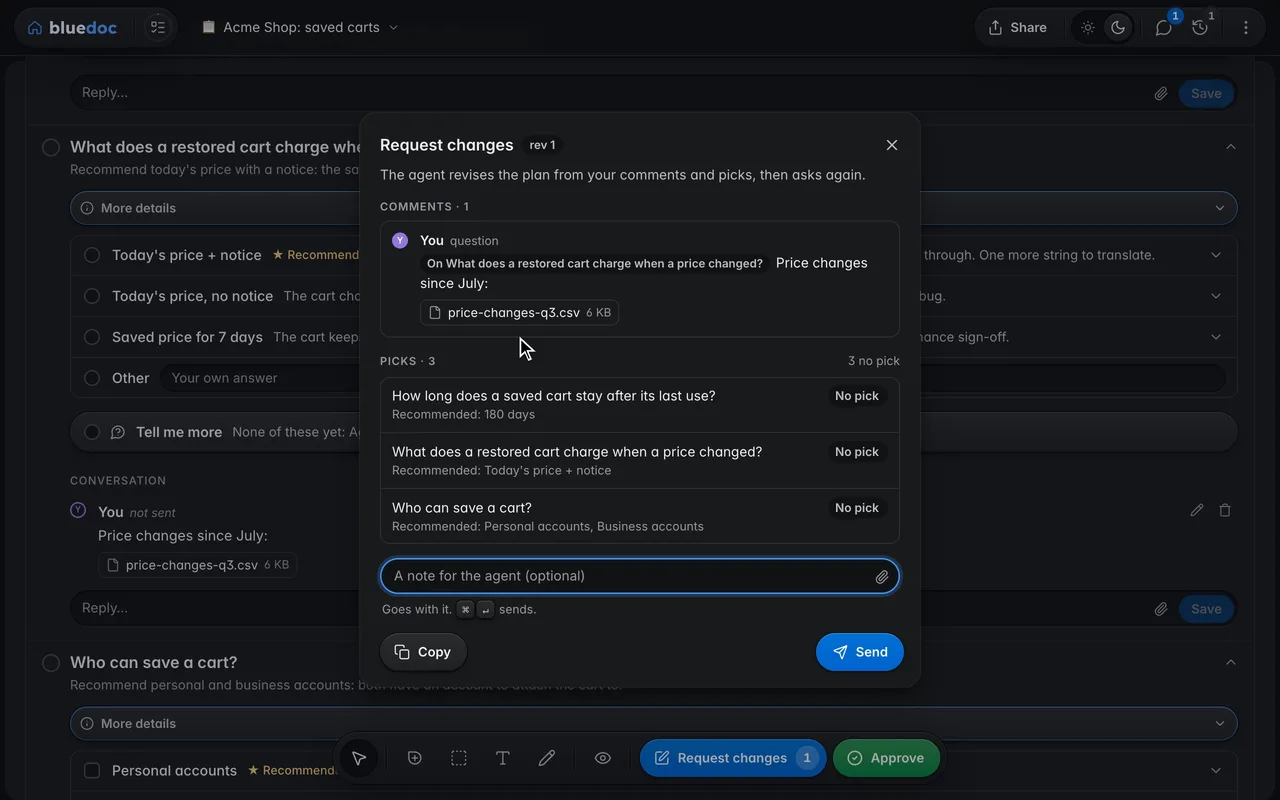 bluedoc
Acme Shop: saved carts
Share
1
1
Reply...
Save
What does a restored cart charge whe
Recommend today's price with a notice: the sa
More details
Today's price + notice ★ Recommend
through. One more string to translate.
Today's price, no notice The cart cha
bug.
Saved price for 7 days The cart keep
ance sign-off.
Other Your own answer
Tell me more None of these yet: A
CONVERSATION
Y You not sent
Price changes since July:
price-changes-q3.csv 6 KB
Reply...
Save
Who can save a cart?
Recommend personal and business accounts: both have an account to attach the cart to.
More details
Personal accounts ★ Recommend
Request changes rev 1
The agent revises the plan from your comments and picks, then asks again.
COMMENTS · 1
Y You question
On What does a restored cart charge when a price changed? Price changes
since July:
price-changes-q3.csv 6 KB
PICKS · 3
3 no pick
How long does a saved cart stay after its last use?
No pick
Recommended: 180 days
What does a restored cart charge when a price changed?
No pick
Recommended: Today's price + notice
Who can save a cart?
No pick
Recommended: Personal accounts, Business accounts
A note for the agent (optional)
Goes with it. ⌘ ↵ sends.
Copy
Send
Request changes 1
Approve